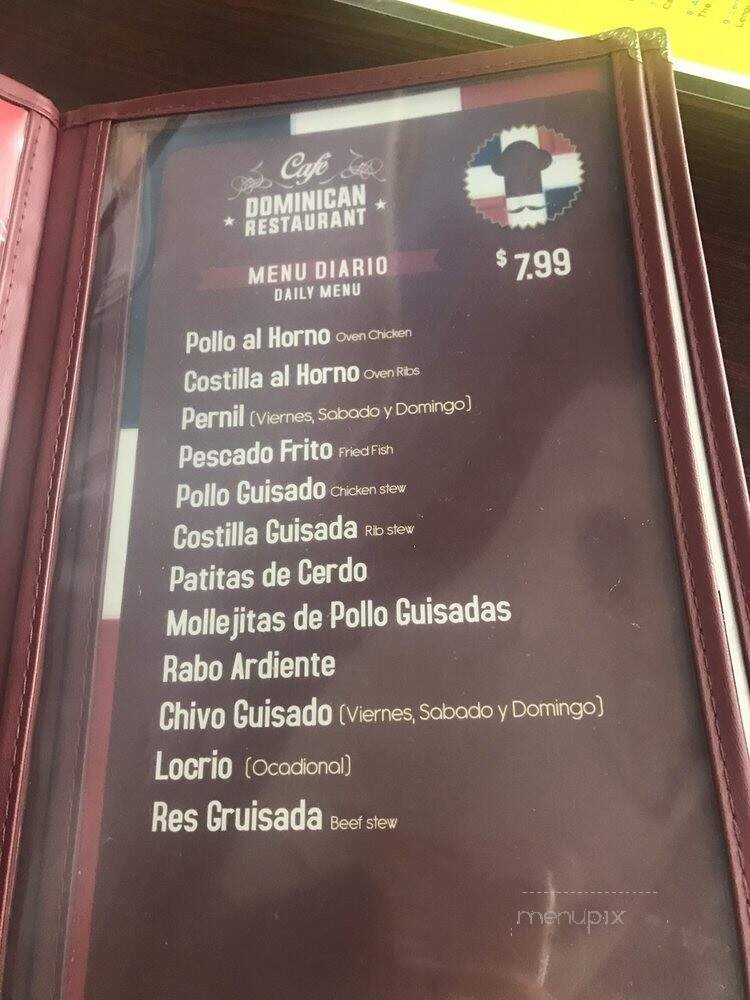 Café
DOMINICAN
RESTAURANT
MENU DIARIO
DAILY MENU
$ 7.99
Pollo al Horno Oven Chicken
Costilla al Horno Oven Ribs
Pernil (Viernes, Sabado y Domingo)
Pescado Frito Fried Fish
Pollo Guisado Chicken stew
Costilla Guisada Rib stew
Patitas de Cerdo
Mollejitas de Pollo Guisadas
Rabo Ardiente
Chivo Guisado (Viernes, Sabado y Domingo)
Locrio (Ocadional)
Res Gruisada Beef stew
menupix